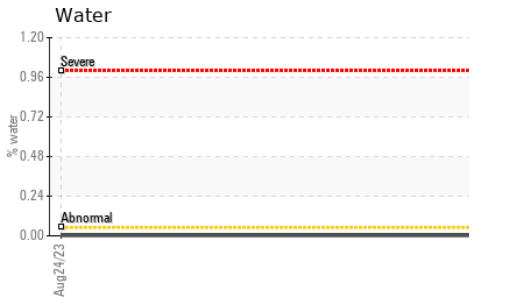 Water
1.20
Severe
0.96
0.72
% water
0.48
0.24
Abnormal
0.00
Aug24/23